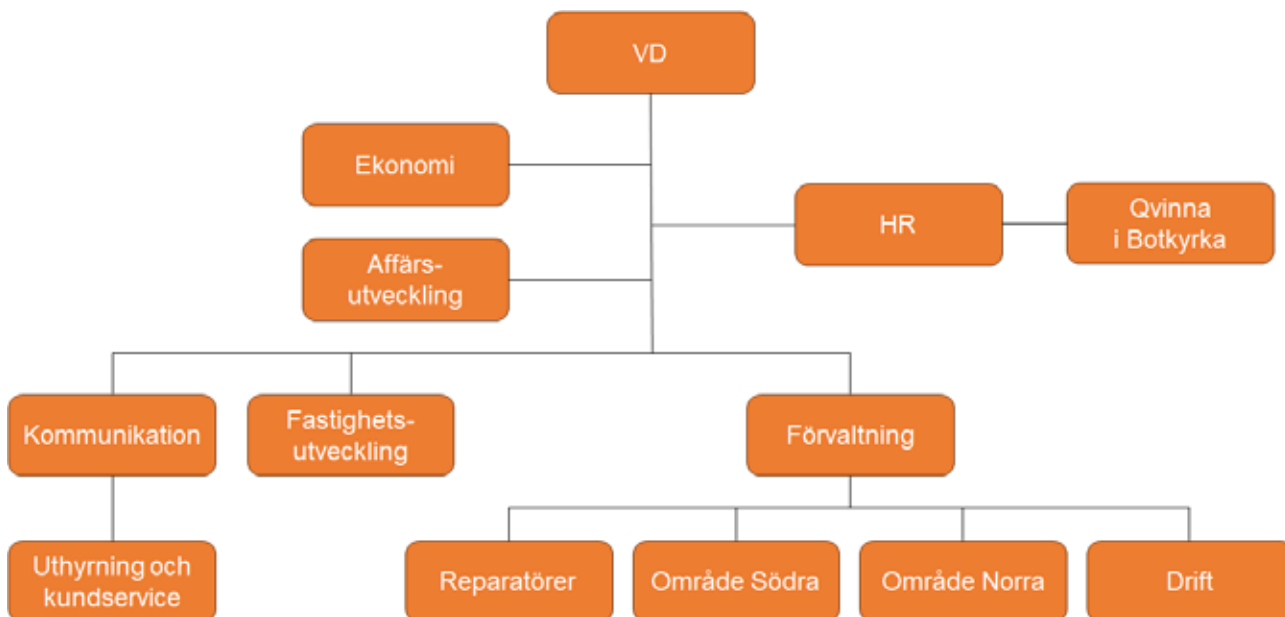 VD
Ekonomi
HR
Qvinna
i Botkyrka
Affärs-
utveckling
Kommunikation
Fastighets-
utveckling
Förvaltning
Uthyrning och
kundservice
Reparatörer
Område Södra
Område Norra
Drift